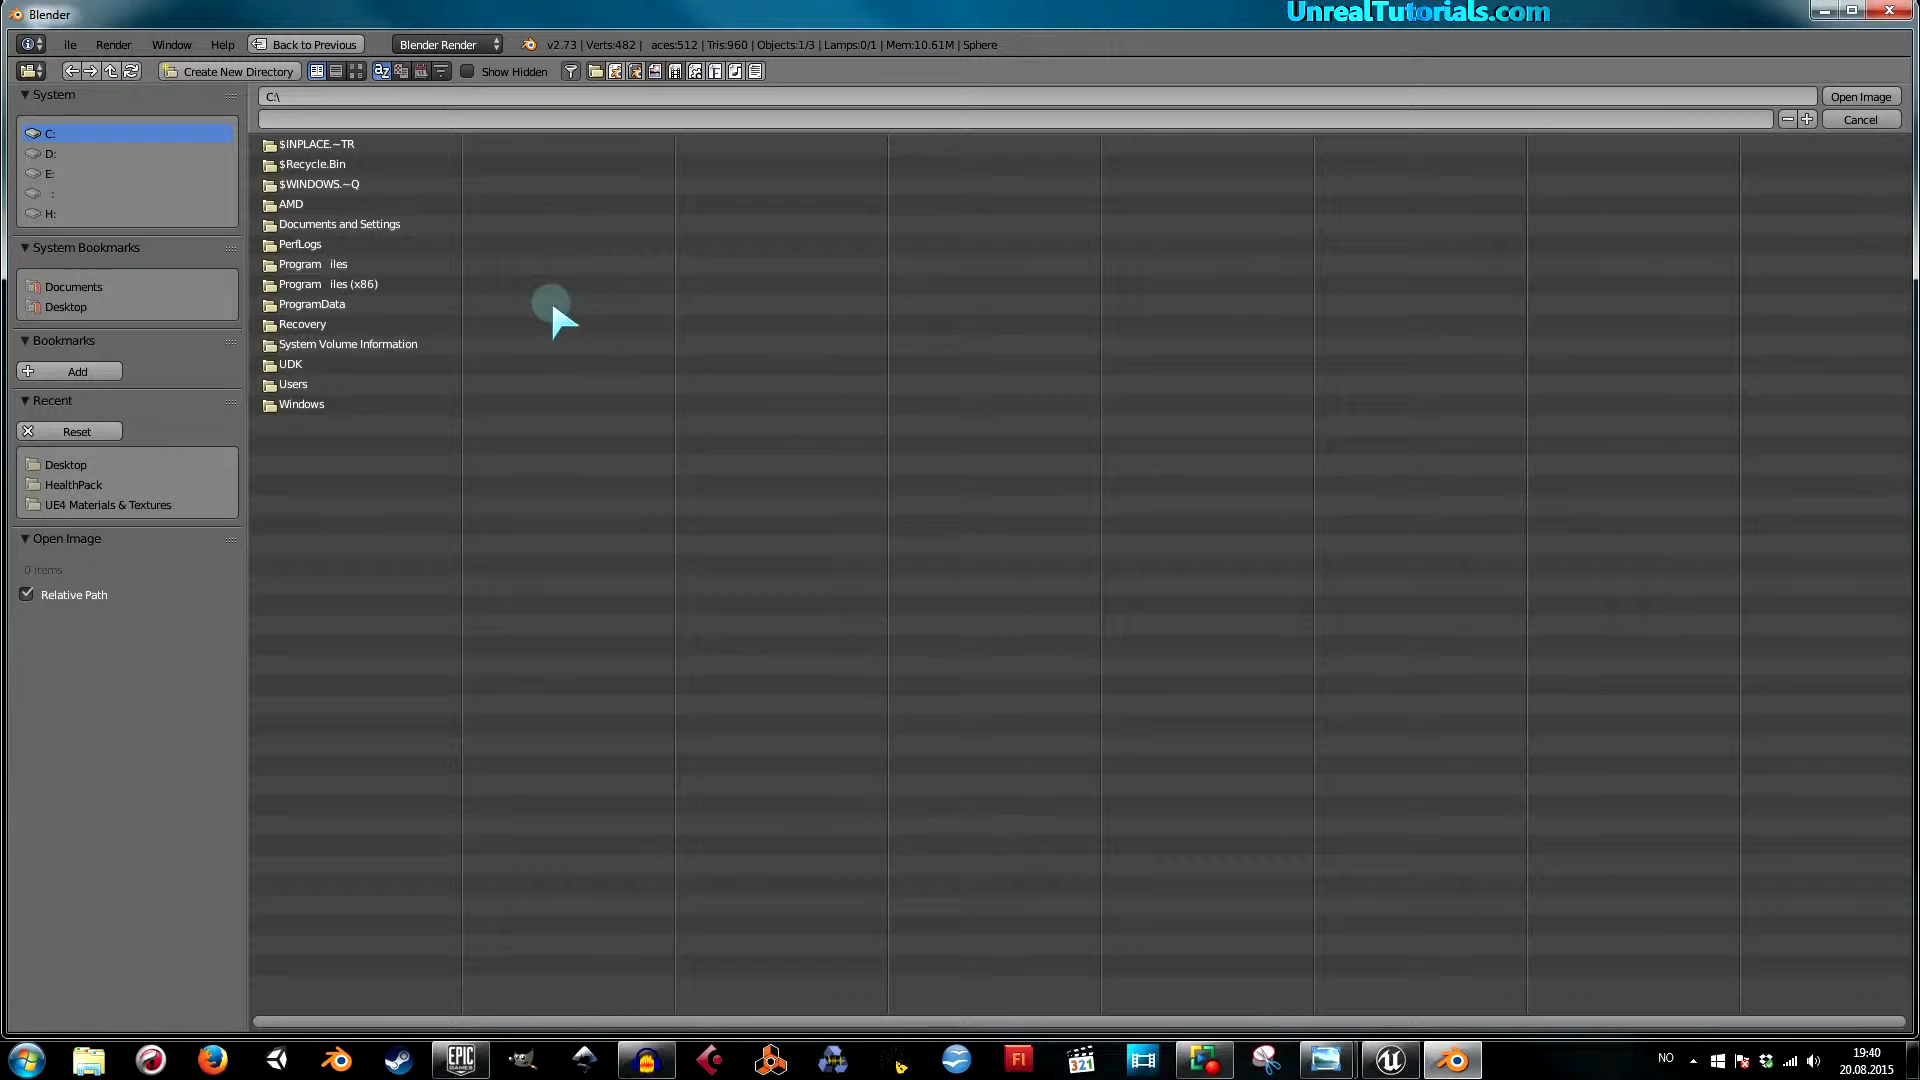 Blender
UnrealTutorials.com
ile Render Window Help Back to Previous Blender Render v2.73 | Verts:482 | aces:512 | Tris:960 | Objects:1/3 | Lamps:0/1 | Mem:10.61M | Sphere
Create New Directory Show Hidden
System
C:
D:
E:
:
H:
System Bookmarks
Documents
Desktop
Bookmarks
Add
Recent
Reset
Desktop
HealthPack
UE4 Materials & Textures
Open Image
0 items
Relative Path
C:\ Open Image
Cancel
$INPLACE.~TR
$Recycle.Bin
$WINDOWS.~Q
AMD
Documents and Settings
PerfLogs
Program iles
Program iles (x86)
ProgramData
Recovery
System Volume Information
UDK
Users
Windows
EPIC GAMES
Fl
321
NO
19:40
20.08.2015